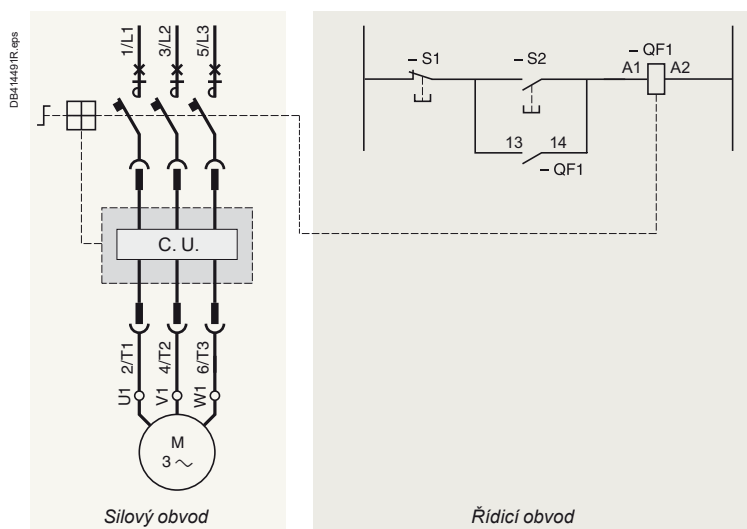 DB414491R.eps
1/L1
3/L2
5/L3
C. U.
2/T1
4/T2
6/T3
U1
V1
W1
M
3 ~
Silový obvod
– S1
– S2
– QF1
A1
A2
13
14
– QF1
Řídicí obvod